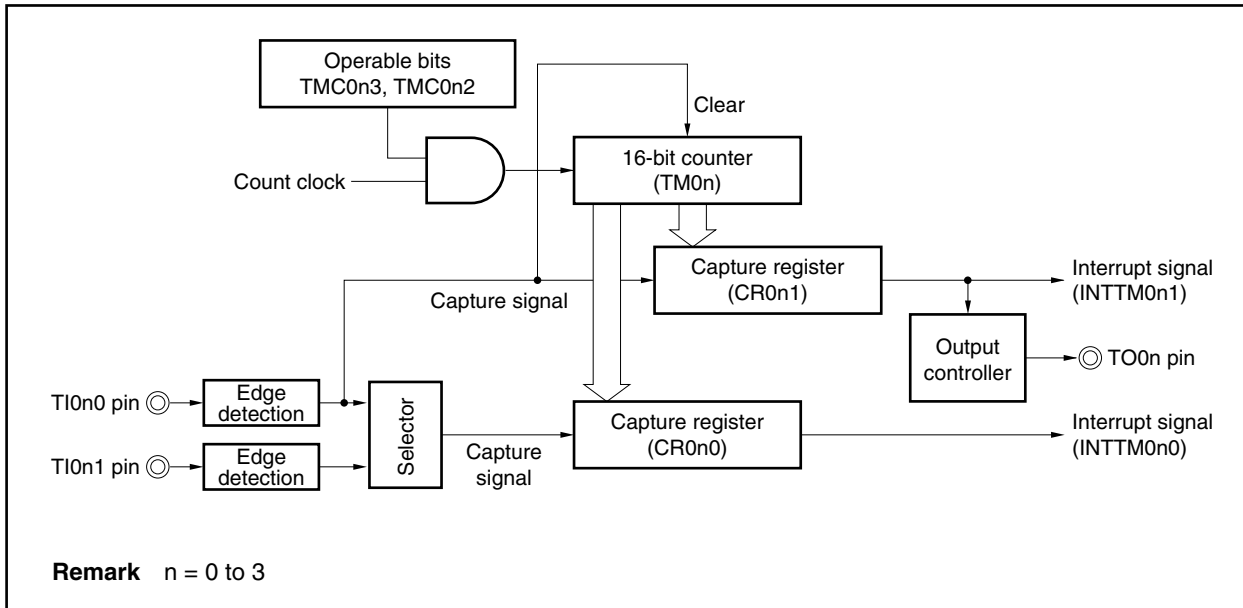 Operable bits
TMC0n3, TMC0n2
Clear
Count clock
16-bit counter
(TM0n)
Capture signal
Capture register
(CR0n1)
Interrupt signal
(INTTM0n1)
Output
controller
TO0n pin
TI0n0 pin
Edge
detection
TI0n1 pin
Edge
detection
Selector
Capture
signal
Capture register
(CR0n0)
Interrupt signal
(INTTM0n0)
Remark n = 0 to 3